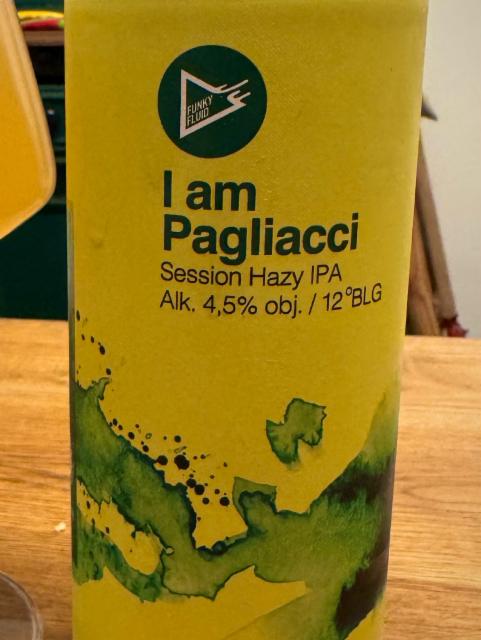 FUNKY
FLUID
I am
Pagliacci
Session Hazy IPA
Alk. 4,5% obj. / 12°BLG